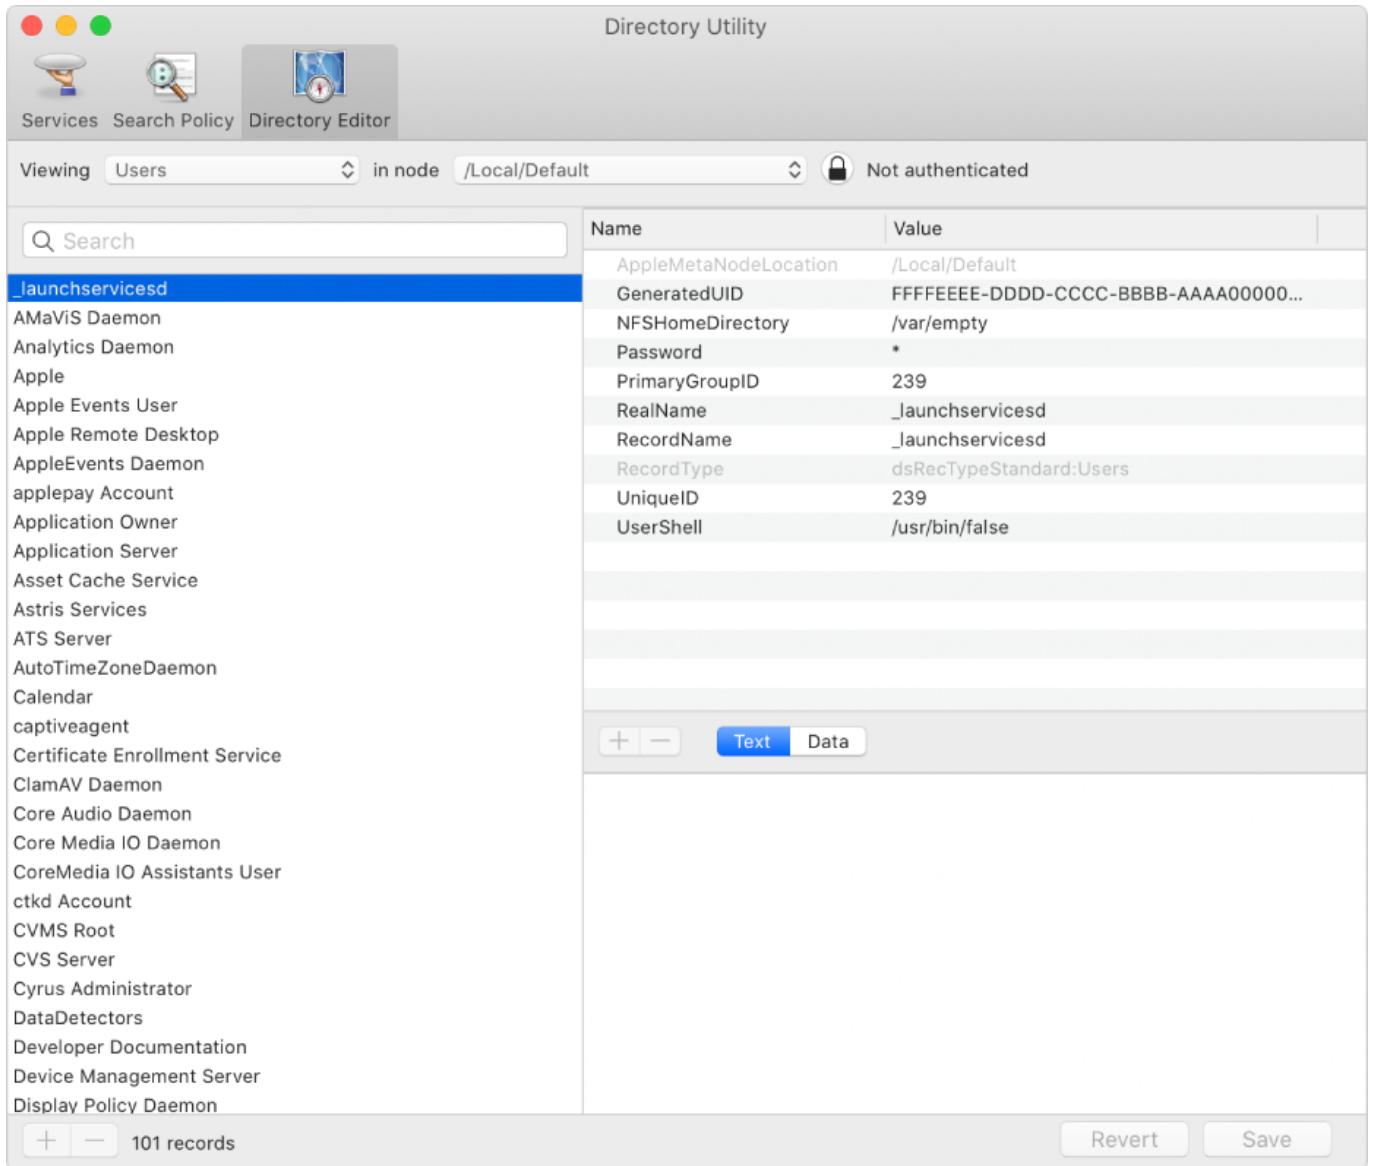 Directory Utility
Services Search Policy Directory Editor
Viewing Users in node /Local/Default Not authenticated
Search
_launchservicesd
AMaViS Daemon
Analytics Daemon
Apple
Apple Events User
Apple Remote Desktop
AppleEvents Daemon
applepay Account
Application Owner
Application Server
Asset Cache Service
Astris Services
ATS Server
AutoTimeZoneDaemon
Calendar
captiveagent
Certificate Enrollment Service
ClamAV Daemon
Core Audio Daemon
Core Media IO Daemon
CoreMedia IO Assistants User
ctkd Account
CVMS Root
CVS Server
Cyrus Administrator
DataDetectors
Developer Documentation
Device Management Server
Display Policy Daemon
101 records
Name Value
AppleMetaNodeLocation /Local/Default
GeneratedUID FFFFEEEE-DDDD-CCCC-BBBB-AAAA00000...
NFSHomeDirectory /var/empty
Password *
PrimaryGroupID 239
RealName _launchservicesd
RecordName _launchservicesd
RecordType dsRecTypeStandard:Users
UniqueID 239
UserShell /usr/bin/false
Text Data
Revert Save